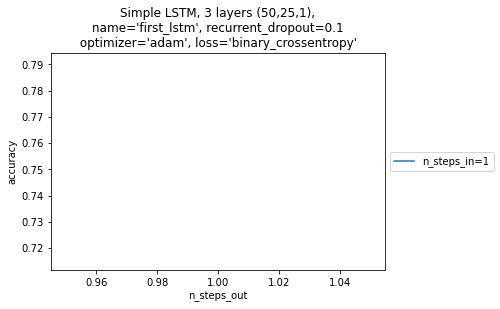 Simple LSTM, 3 layers (50,25,1),
name='first_lstm', recurrent_dropout=0.1
optimizer='adam', loss='binary_crossentropy'
0.79
0.78
0.77
0.76
0.75
0.74
0.73
0.72
accuracy
n_steps_in=1
0.96 0.98 1.00 1.02 1.04
n_steps_out